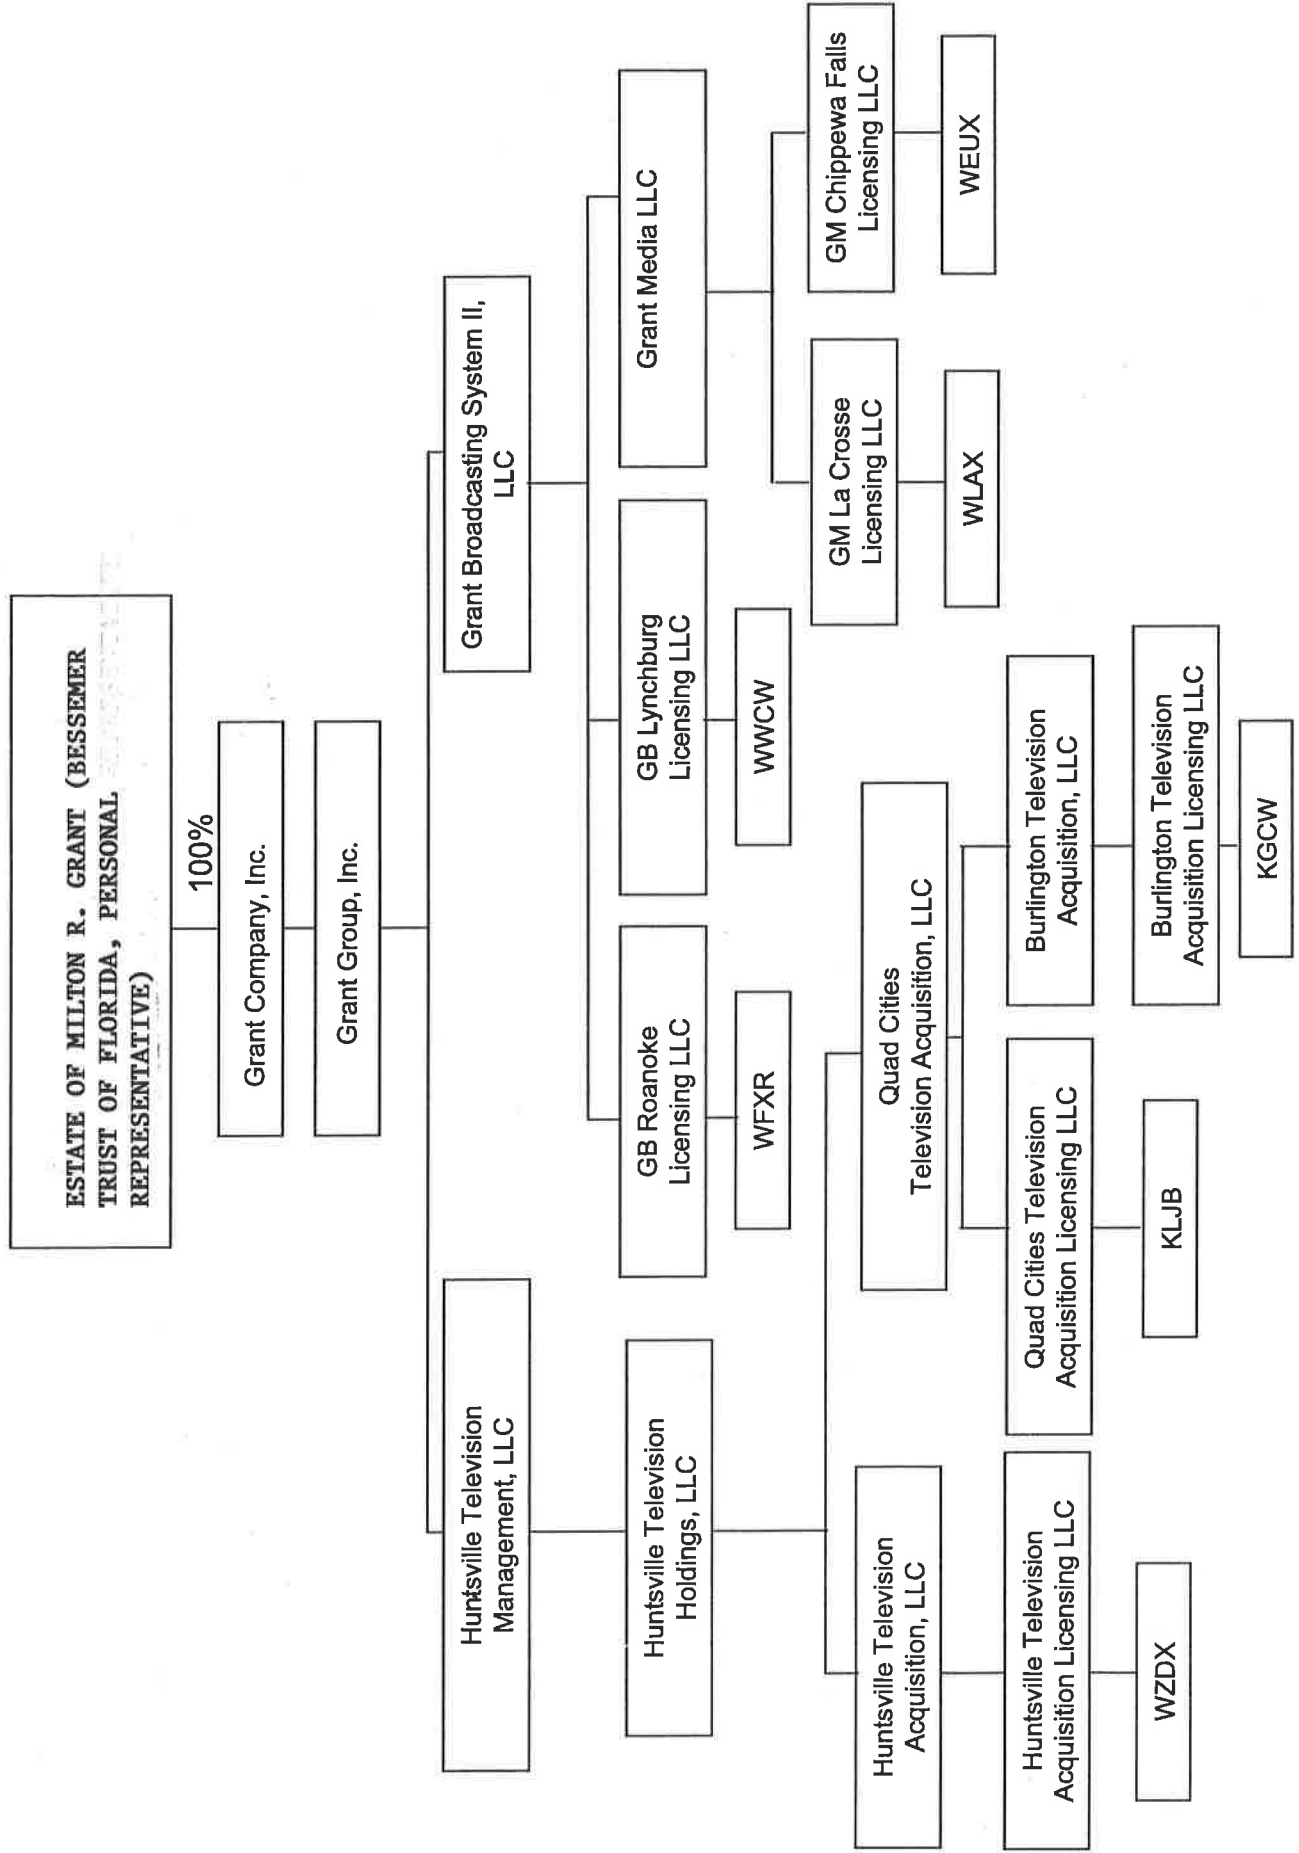 ESTATE OF MILTON R. GRANT (BESSEMER
TRUST OF FLORIDA, PERSONAL
REPRESENTATIVE)
100%
Grant Company, Inc.
Grant Group, Inc.
Huntsville Television
Management, LLC
Grant Broadcasting System II,
LLC
Huntsville Television
Holdings, LLC
GB Roanoke
Licensing LLC
GB Lynchburg
Licensing LLC
Grant Media LLC
WFXR
WWCW
GM La Crosse
Licensing LLC
GM Chippewa Falls
Licensing LLC
WLAX
WEUX
Huntsville Television
Acquisition, LLC
Quad Cities
Television Acquisition, LLC
Huntsville Television
Acquisition Licensing LLC
Quad Cities Television
Acquisition Licensing LLC
Burlington Television
Acquisition, LLC
WZDX
KLJB
Burlington Television
Acquisition Licensing LLC
KGCW